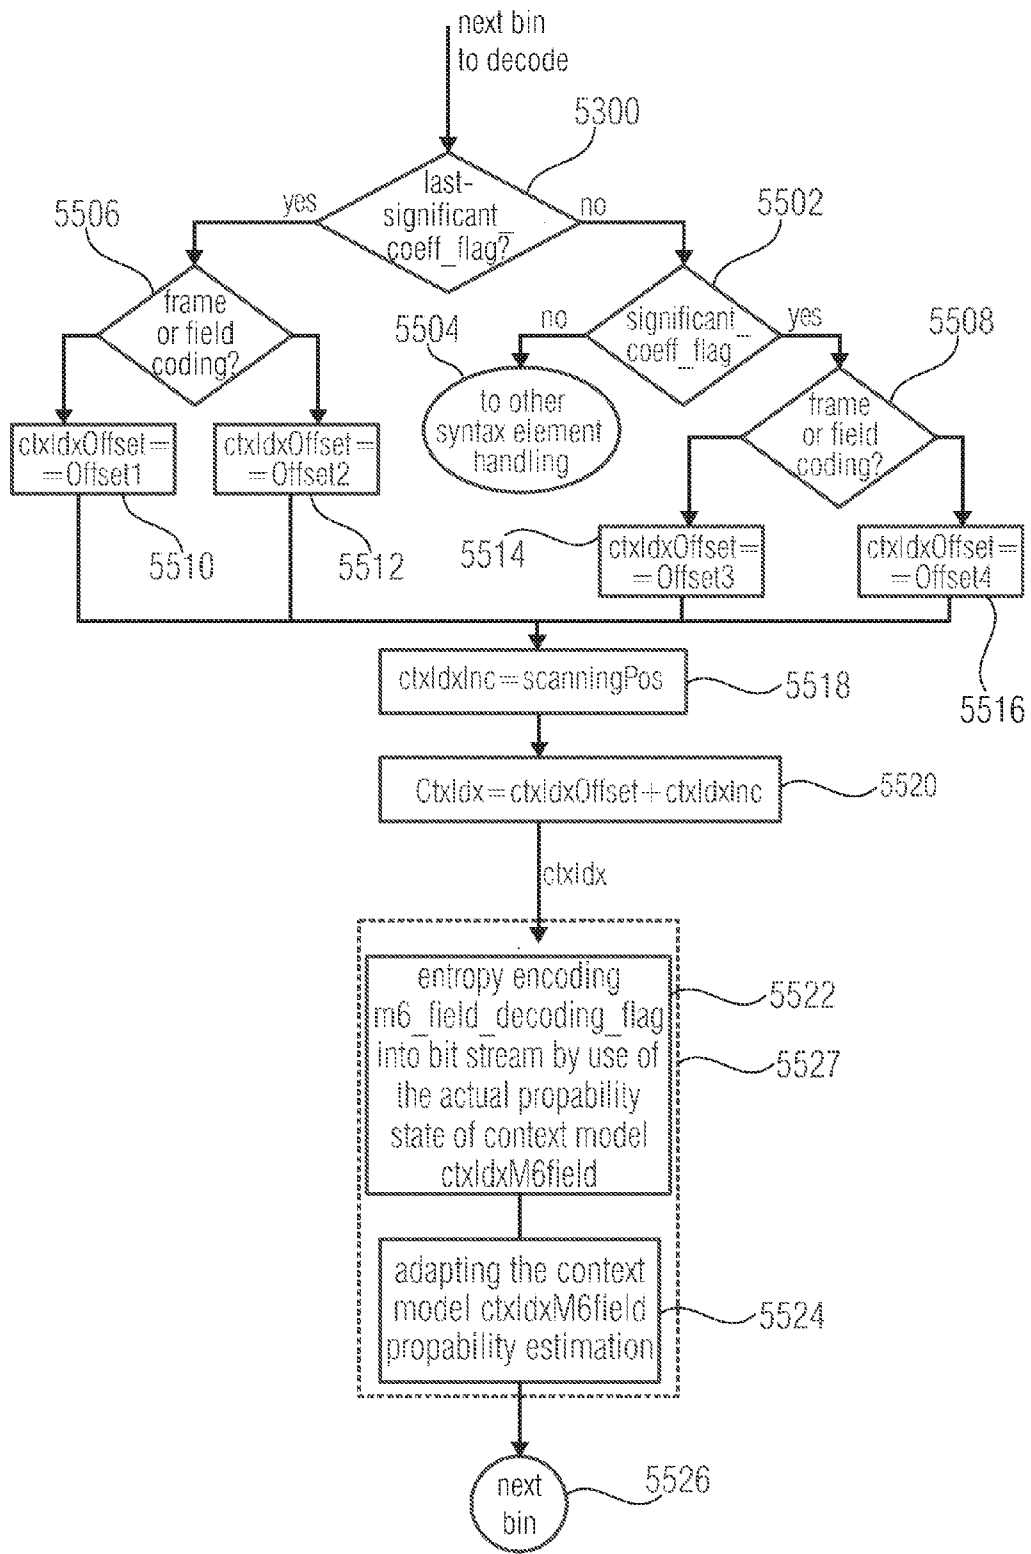 next bin
to decode
5300
last-
significant_
coeff_flag?
yes
no
5506
5502
frame
or field
coding?
5504
no
significant_
coeff_flag
yes
5508
ctxIdxOffset=
=Offset1
ctxIdxOffset=
=Offset2
to other
syntax element
handling
frame
or field
coding?
5510
5512
5514
ctxIdxOffset=
=Offset3
ctxIdxOffset=
=Offset4
ctxIdxInc=scanningPos
5518
5516
CtxIdx=ctxIdxOffset+ctxIdxInc
5520
ctxIdx
entropy encoding
m6_field_decoding_flag
into bit stream by use of
the actual propability
state of context model
ctxIdxM6field
5522
5527
adapting the context
model ctxIdxM6field
propability estimation
5524
next
bin
5526